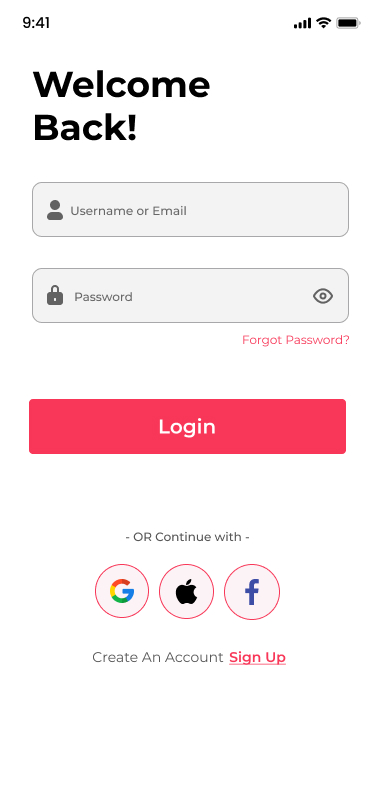 9:41
Welcome
Back!
Username or Email
Password
Forgot Password?
Login
- OR Continue with -
Create An Account Sign Up